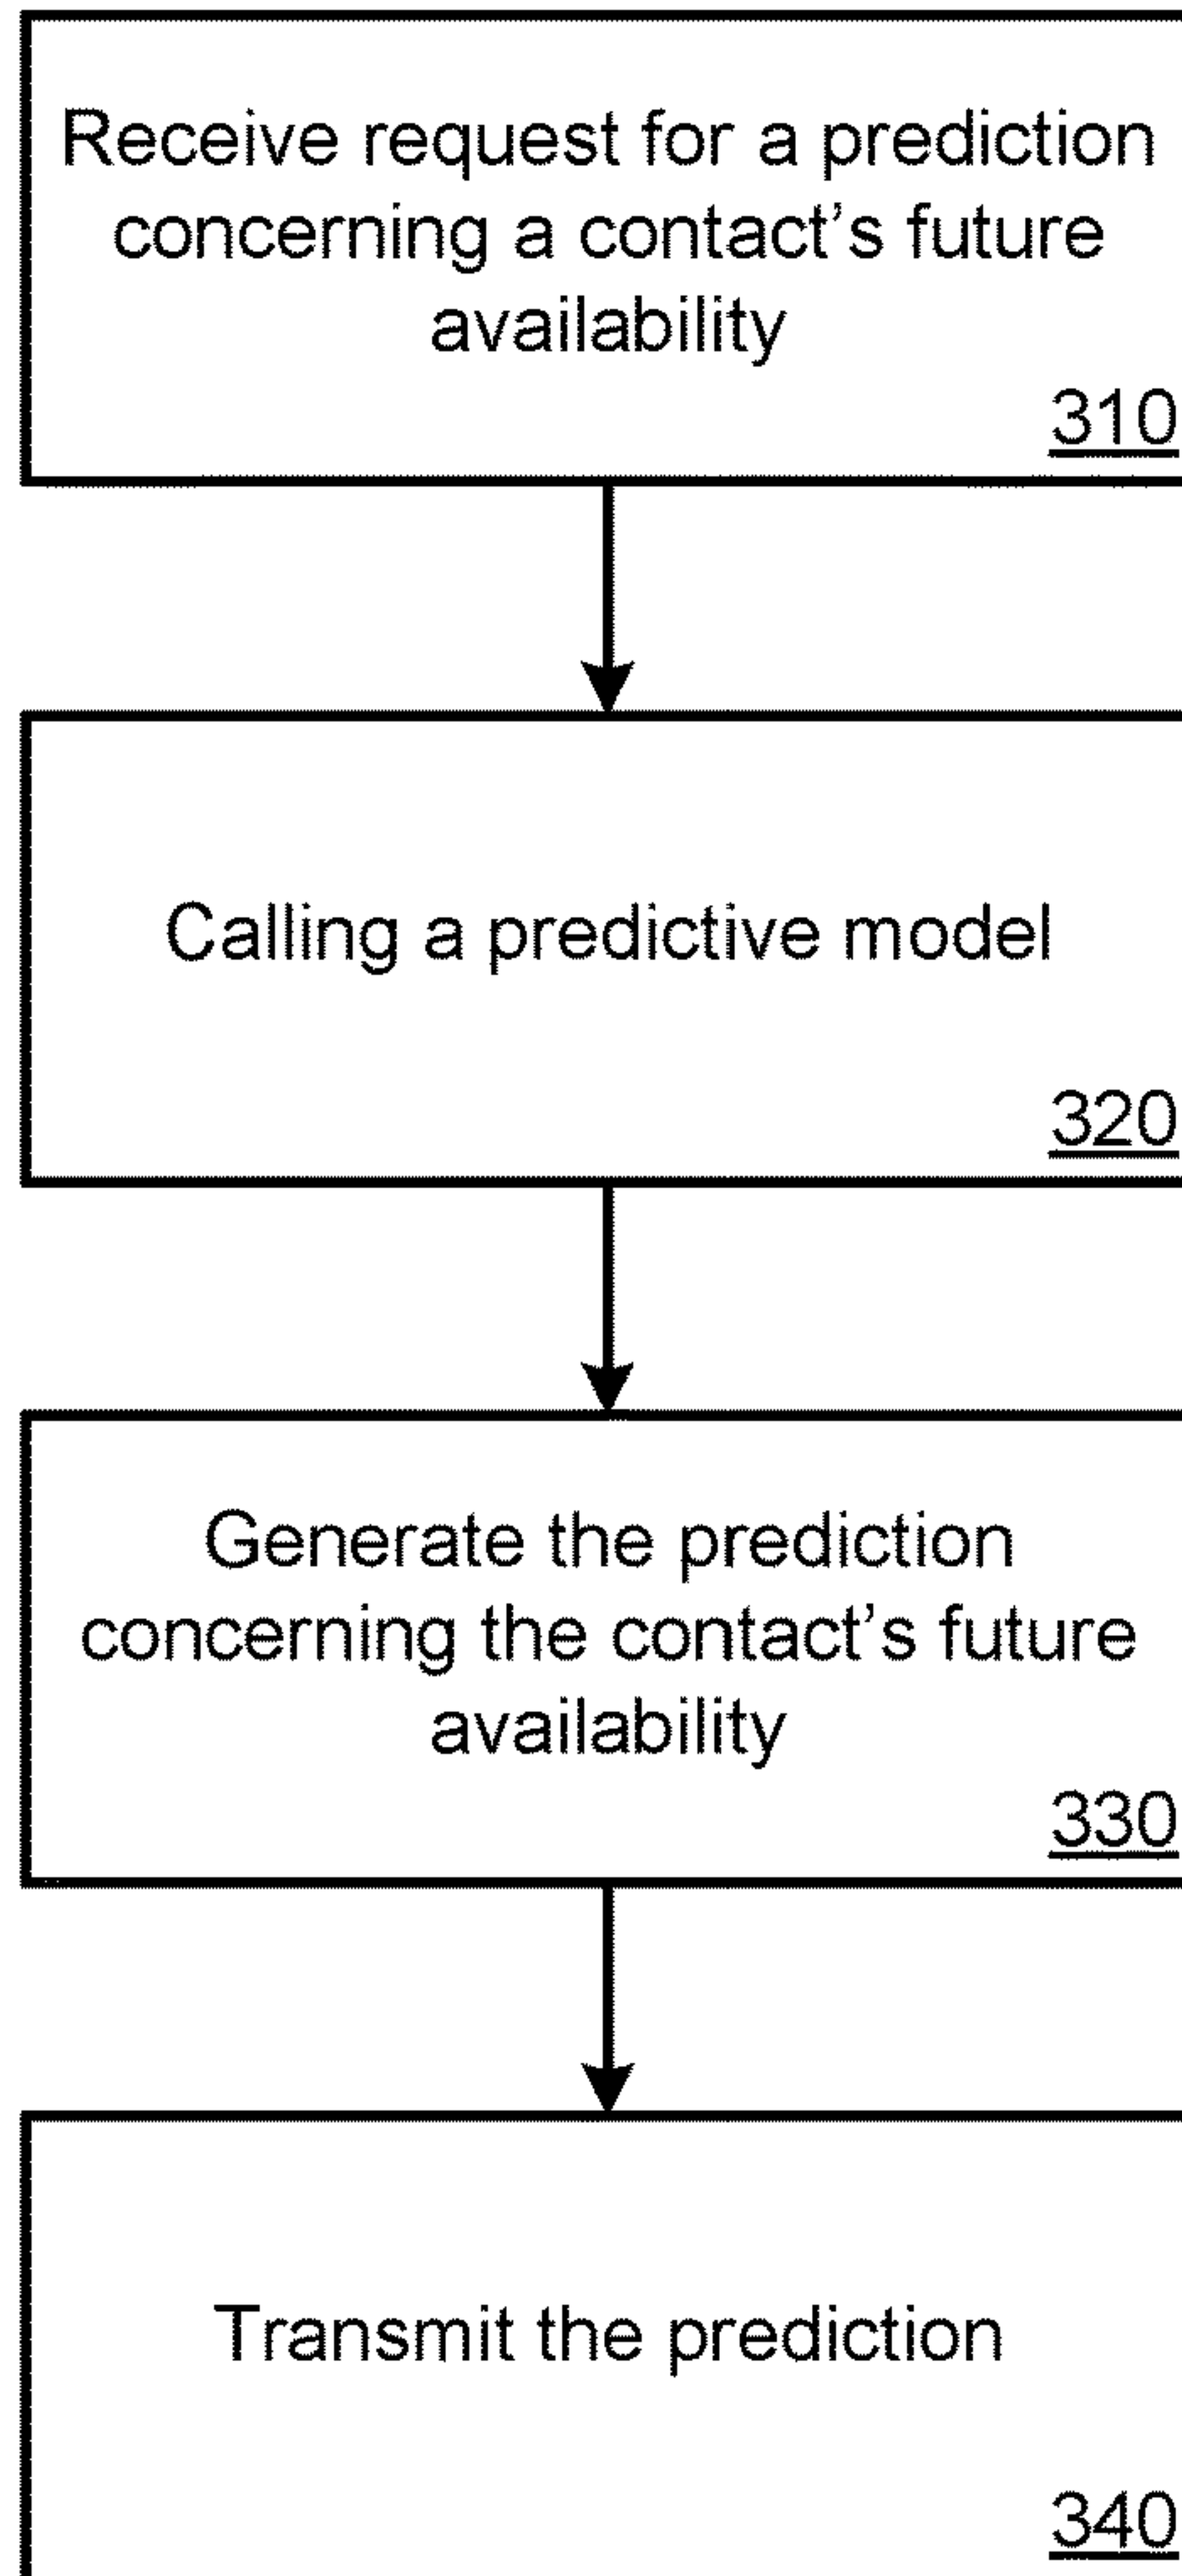 Receive request for a prediction
concerning a contact's future
availability
310
Calling a predictive model
320
Generate the prediction
concerning the contact's future
availability
330
Transmit the prediction
340